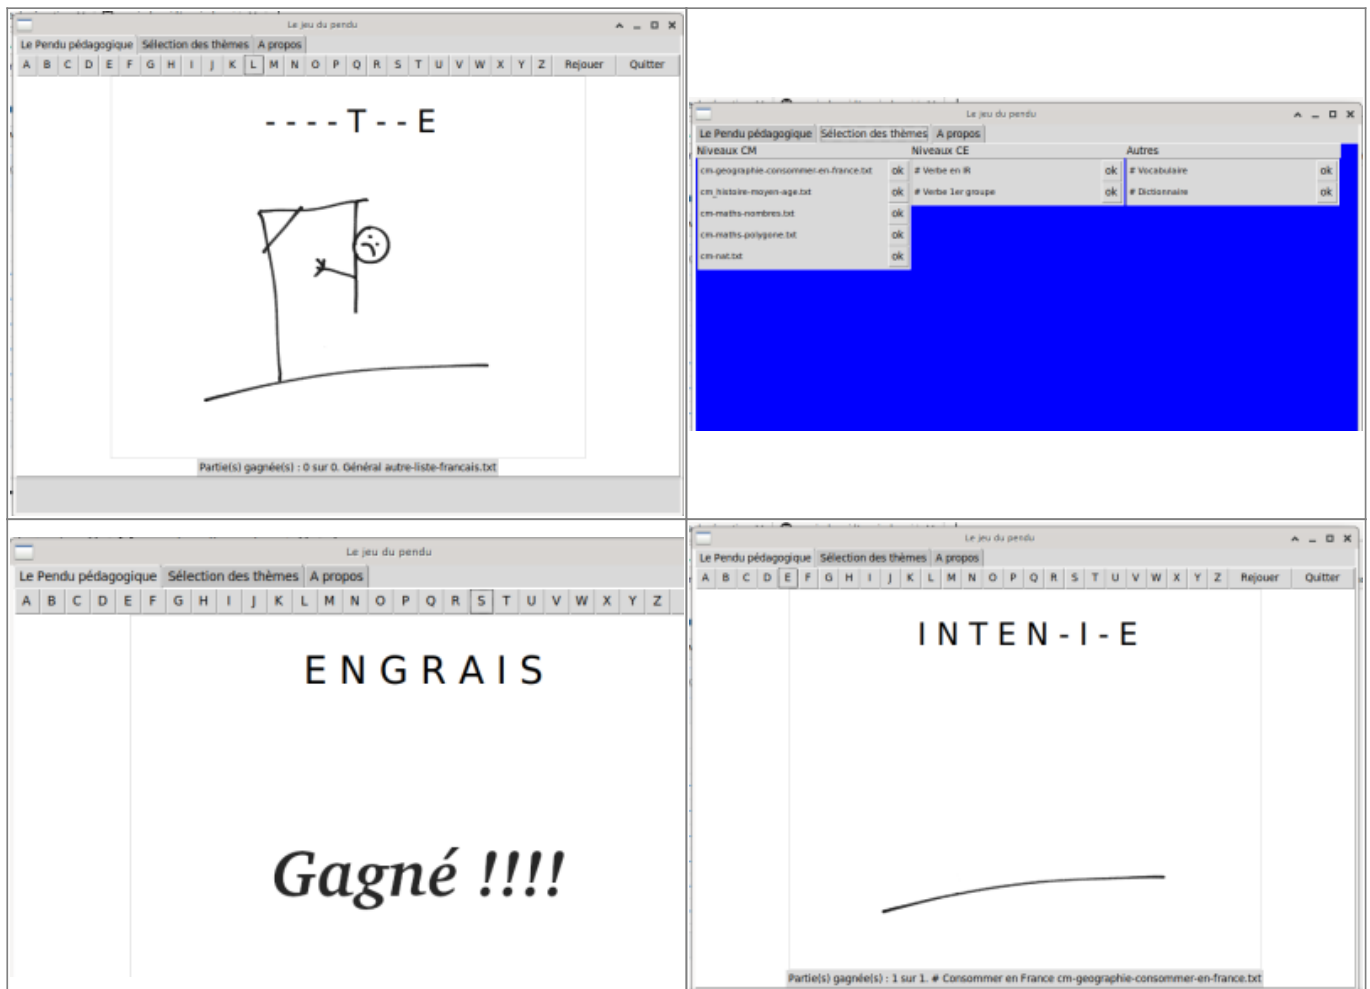 Le jeu du pendu
Le Pendu pédagogique Sélection des thèmes A propos
A B C D E F G H I J K L M N O P Q R S T U V W X Y Z Rejouer Quitter
- - - - T - - E
Partie(s) gagnée(s) : 0 sur 0. Général autre-liste-francais.txt
Le jeu du pendu
Le Pendu pédagogique Sélection des thèmes A propos
Niveaux CM Niveaux CE Autres
cm-geographie-consommer-en-france.txt ok # Verbe en IR ok # Vocabulaire ok
cm_histoire-moyen-age.txt ok # Verbe 1er groupe ok # Dictionnaire ok
cm-maths-nombres.txt ok
cm-maths-polygone.txt ok
cm-nat.txt ok
Le jeu du pendu
Le Pendu pédagogique Sélection des thèmes A propos
A B C D E F G H I J K L M N O P Q R S T U V W X Y Z
E N G R A I S
Gagné !!!!
Le jeu du pendu
Le Pendu pédagogique Sélection des thèmes A propos
A B C D E F G H I J K L M N O P Q R S T U V W X Y Z Rejouer Quitter
I N T E N - I - E
Partie(s) gagnée(s) : 1 sur 1. # Consommer en France cm-geographie-consommer-en-france.txt